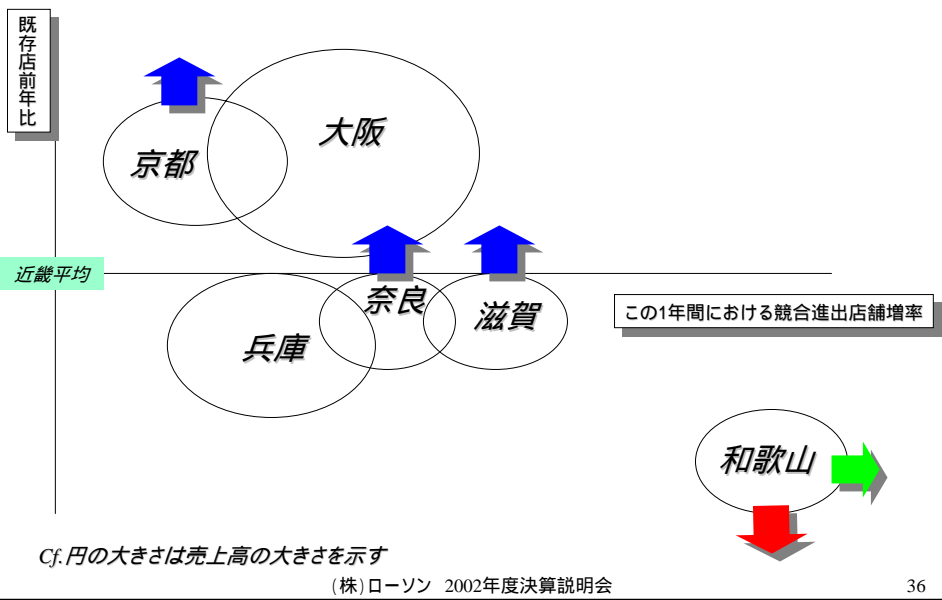 既存店前年比
大阪
京都
近畿平均
奈良
滋賀
この1年間における競合進出店舗増率
兵庫
和歌山
Cf.円の大きさは売上高の大きさを示す
(株)ローソン 2002年度決算説明会
36